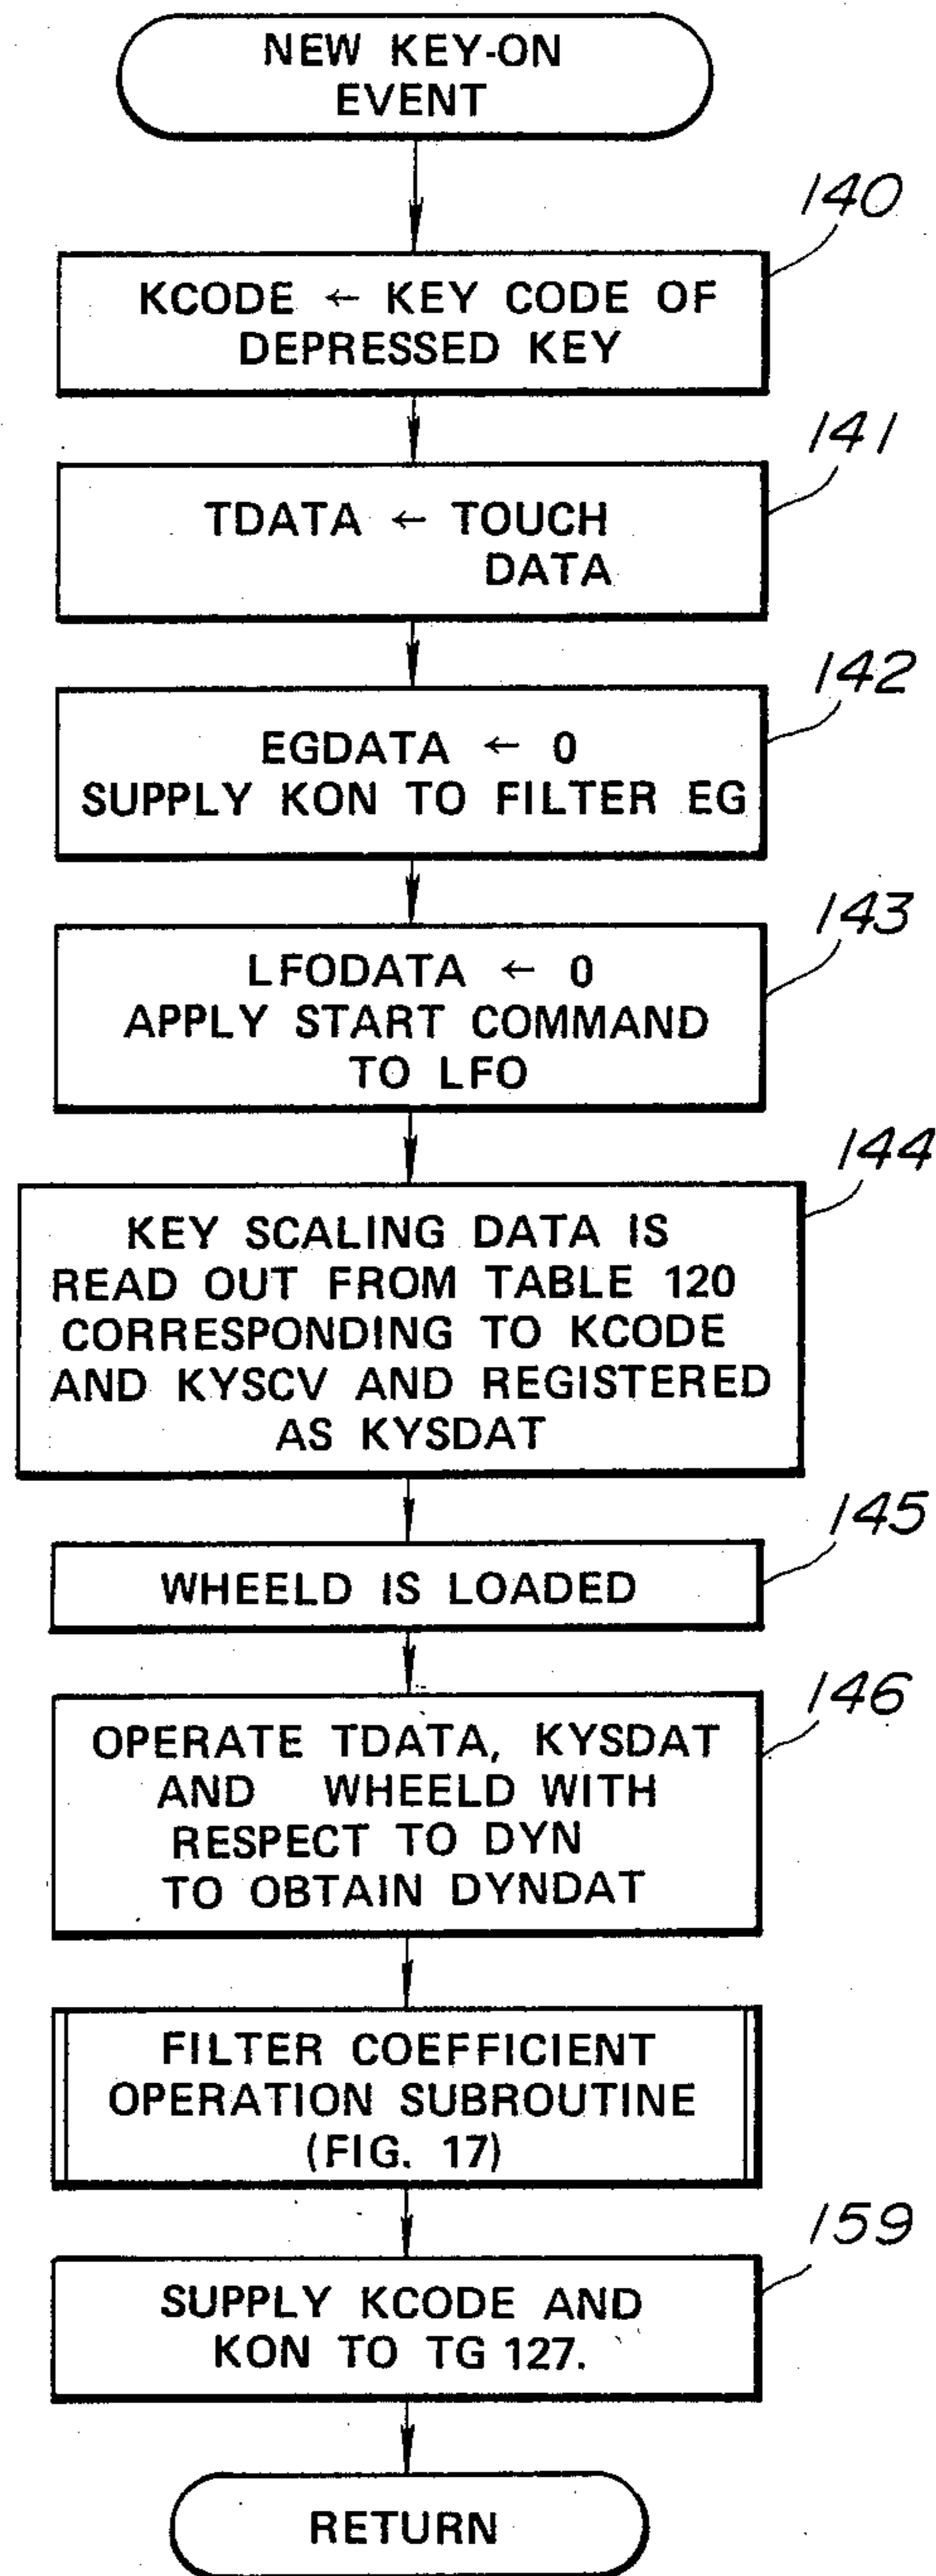 NEW KEY-ON
EVENT
140
KCODE ← KEY CODE OF
DEPRESSED KEY
141
TDATA ← TOUCH
DATA
142
EGDATA ← 0
SUPPLY KON TO FILTER EG
143
LFODATA ← 0
APPLY START COMMAND
TO LFO
144
KEY SCALING DATA IS
READ OUT FROM TABLE 120
CORRESPONDING TO KCODE
AND KYSCV AND REGISTERED
AS KYSDAT
145
WHEELD IS LOADED
146
OPERATE TDATA, KYSDAT
AND WHEELD WITH
RESPECT TO DYN
TO OBTAIN DYNDAT
FILTER COEFFICIENT
OPERATION SUBROUTINE
(FIG. 17)
159
SUPPLY KCODE AND
KON TO TG 127.
RETURN